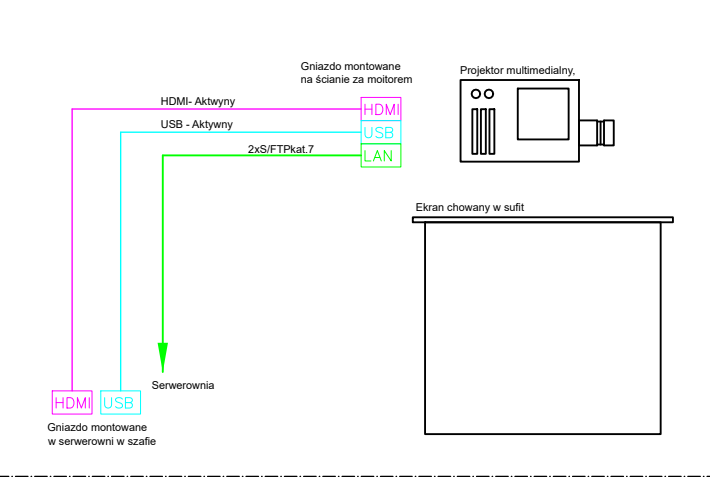 Gniazdo montowane
na ścianie za moitorem
Projektor multimedialny,
HDMI- Aktwyny
HDMI
USB - Aktywny
USB
2xS/FTPkat.7
LAN
Ekran chowany w sufit
Serwerownia
HDMI
USB
Gniazdo montowane
w serwerowni w szafie